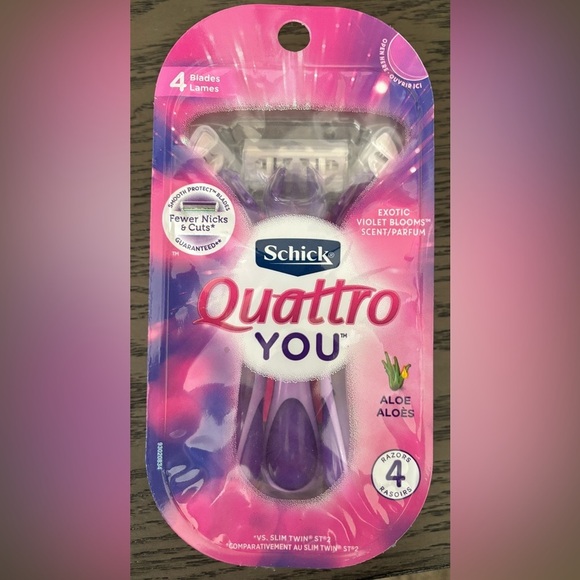 4 Blades
Lames
OPEN HERE
OUVRIR ICI
SMOOTH PROTECT™ BLADES
Fewer Nicks
& Cuts*
GUARANTEED**
™
EXOTIC
VIOLET BLOOMS™
SCENT/PARFUM
Schick
Quattro
YOU™
ALOE
ALOÈS
RAZORS
4
RASOIRS
93020834
*VS. SLIM TWIN® ST®2
*COMPARATIVEMENT AU SLIM TWIN® ST®2